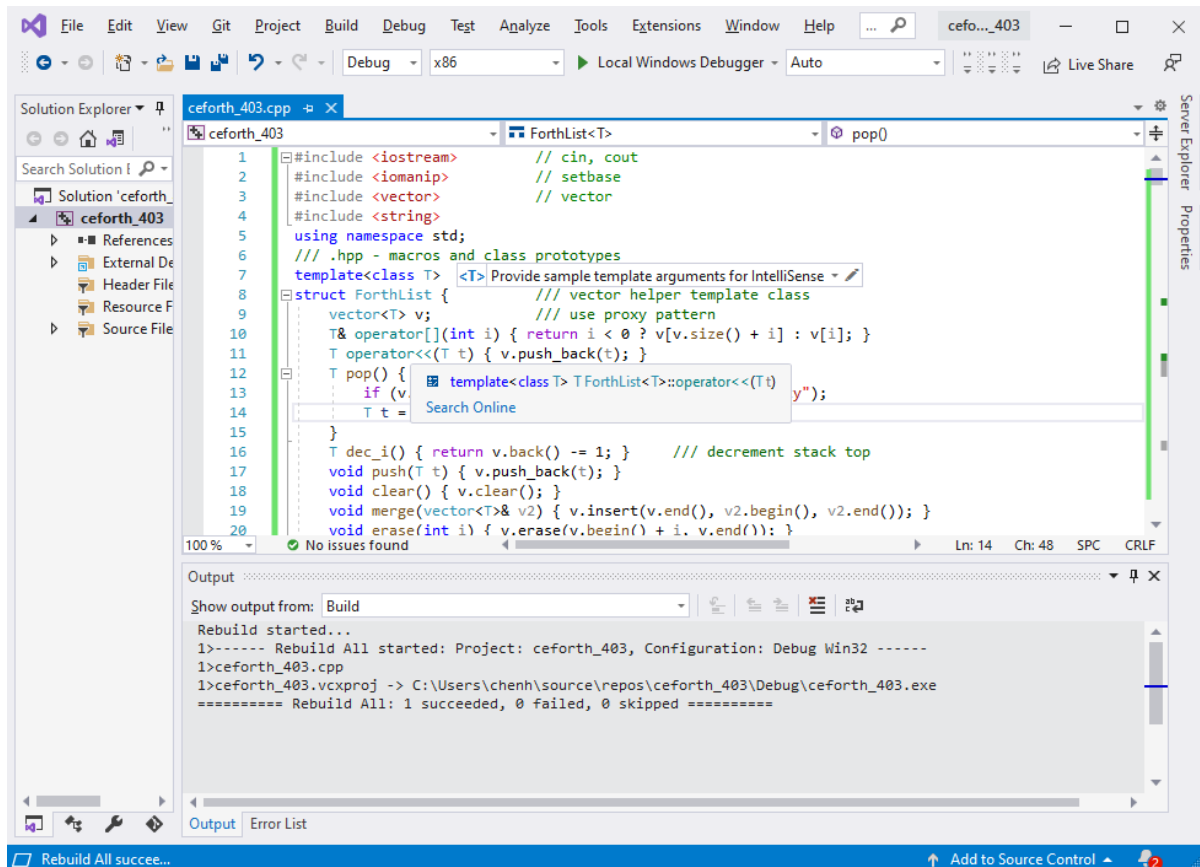 File Edit View Git Project Build Debug Test Analyze Tools Extensions Window Help ... cefo..._403
Debug x86 Local Windows Debugger Auto Live Share
Solution Explorer
ceforth_403.cpp
ceforth_403 ForthList<T> pop()
Search Solution E
Solution 'ceforth_
ceforth_403
References
External De
Header File
Resource F
Source File
1 #include <iostream> // cin, cout
2 #include <iomanip> // setbase
3 #include <vector> // vector
4 #include <string>
5 using namespace std;
6 /// .hpp - macros and class prototypes
7 template<class T> <T> Provide sample template arguments for IntelliSense
8 struct ForthList { /// vector helper template class
9 vector<T> v; /// use proxy pattern
10 T& operator[](int i) { return i < 0 ? v[v.size() + i] : v[i]; }
11 T operator<<(T t) { v.push_back(t); }
12 T pop() {
13 if (v. y");
14 T t =
template<class T> T ForthList<T>::operator<<(T t)
Search Online
15 }
16 T dec_i() { return v.back() -= 1; } /// decrement stack top
17 void push(T t) { v.push_back(t); }
18 void clear() { v.clear(); }
19 void merge(vector<T>& v2) { v.insert(v.end(), v2.begin(), v2.end()); }
20 void erase(int i) { v.erase(v.begin() + i, v.end()); }
100 % No issues found Ln: 14 Ch: 48 SPC CRLF
Output
Show output from: Build
Rebuild started...
1>------ Rebuild All started: Project: ceforth_403, Configuration: Debug Win32 ------
1>ceforth_403.cpp
1>ceforth_403.vcxproj -> C:\Users\chenh\source\repos\ceforth_403\Debug\ceforth_403.exe
========== Rebuild All: 1 succeeded, 0 failed, 0 skipped ==========
Output Error List
Rebuild All succee... Add to Source Control 2
Server Explorer
Properties